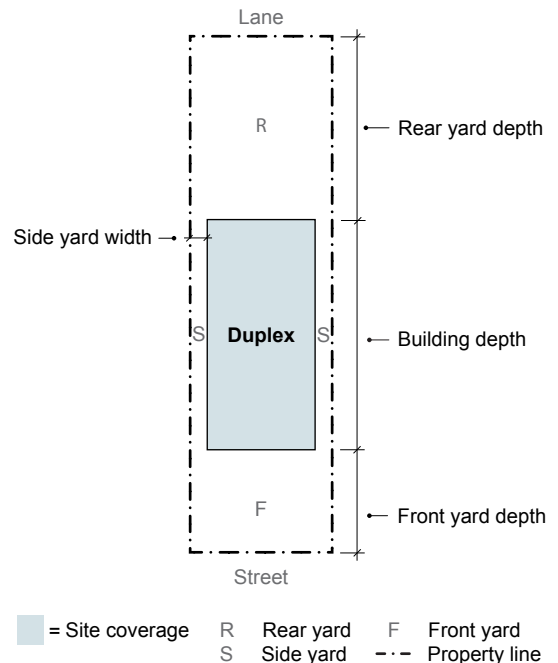 Lane
R
Rear yard depth
Side yard width
S Duplex S
Building depth
F
Front yard depth
Street
= Site coverage R Rear yard F Front yard
S Side yard Property line